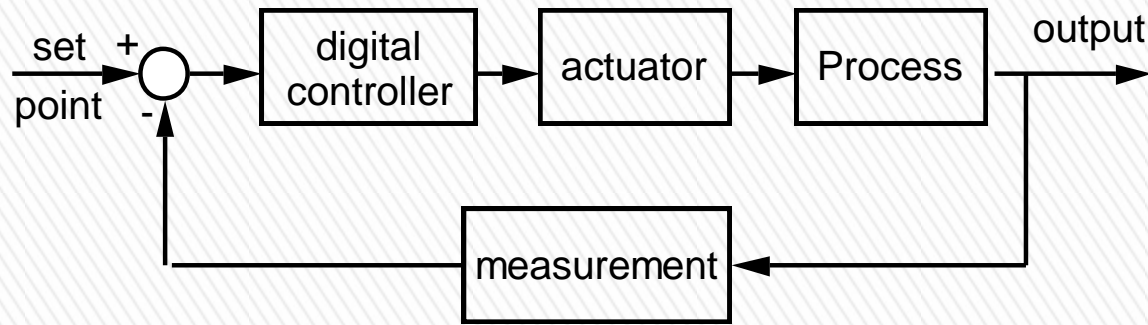 set
point
+
-
digital
controller
actuator
Process
output
measurement